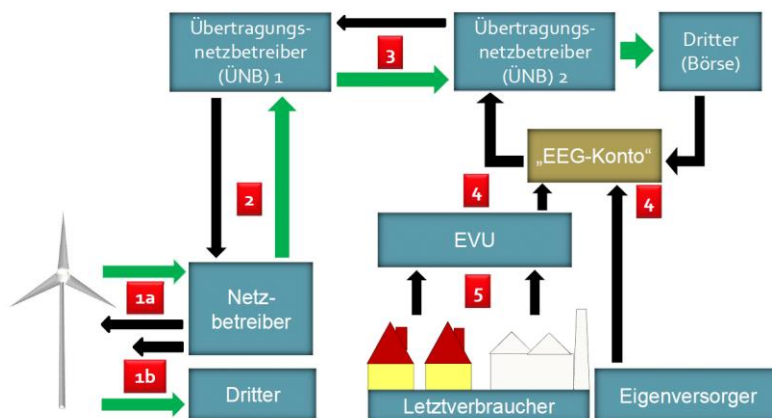 Übertragungs-
netzbetreiber
(ÜNB) 1
3
Übertragungs-
netzbetreiber
(ÜNB) 2
Dritter
(Börse)
„EEG-Konto“
2
4
4
EVU
1a
Netz-
betreiber
5
1b
Dritter
Letztverbraucher
Eigenversorger